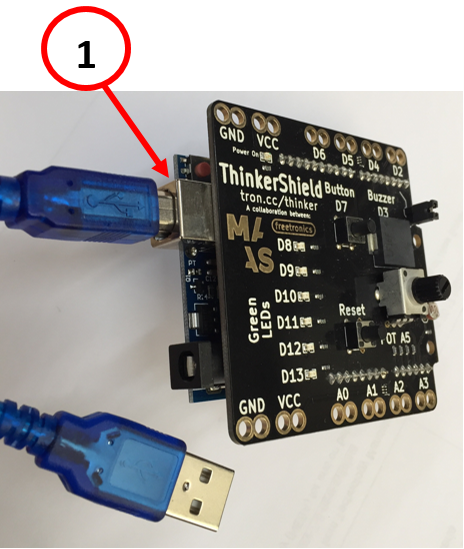 1
GND VCC D6 D5 D4 D2
Power On
ThinkerShield
tron.cc/thinker
A collaboration between:
freetronics
MAAS
Button
D7
Buzzer
D3
D8
D9
D10
D11
D12
D13
Green
LEDs
Reset
OT A5
GND VCC A0 A1 A2 A3